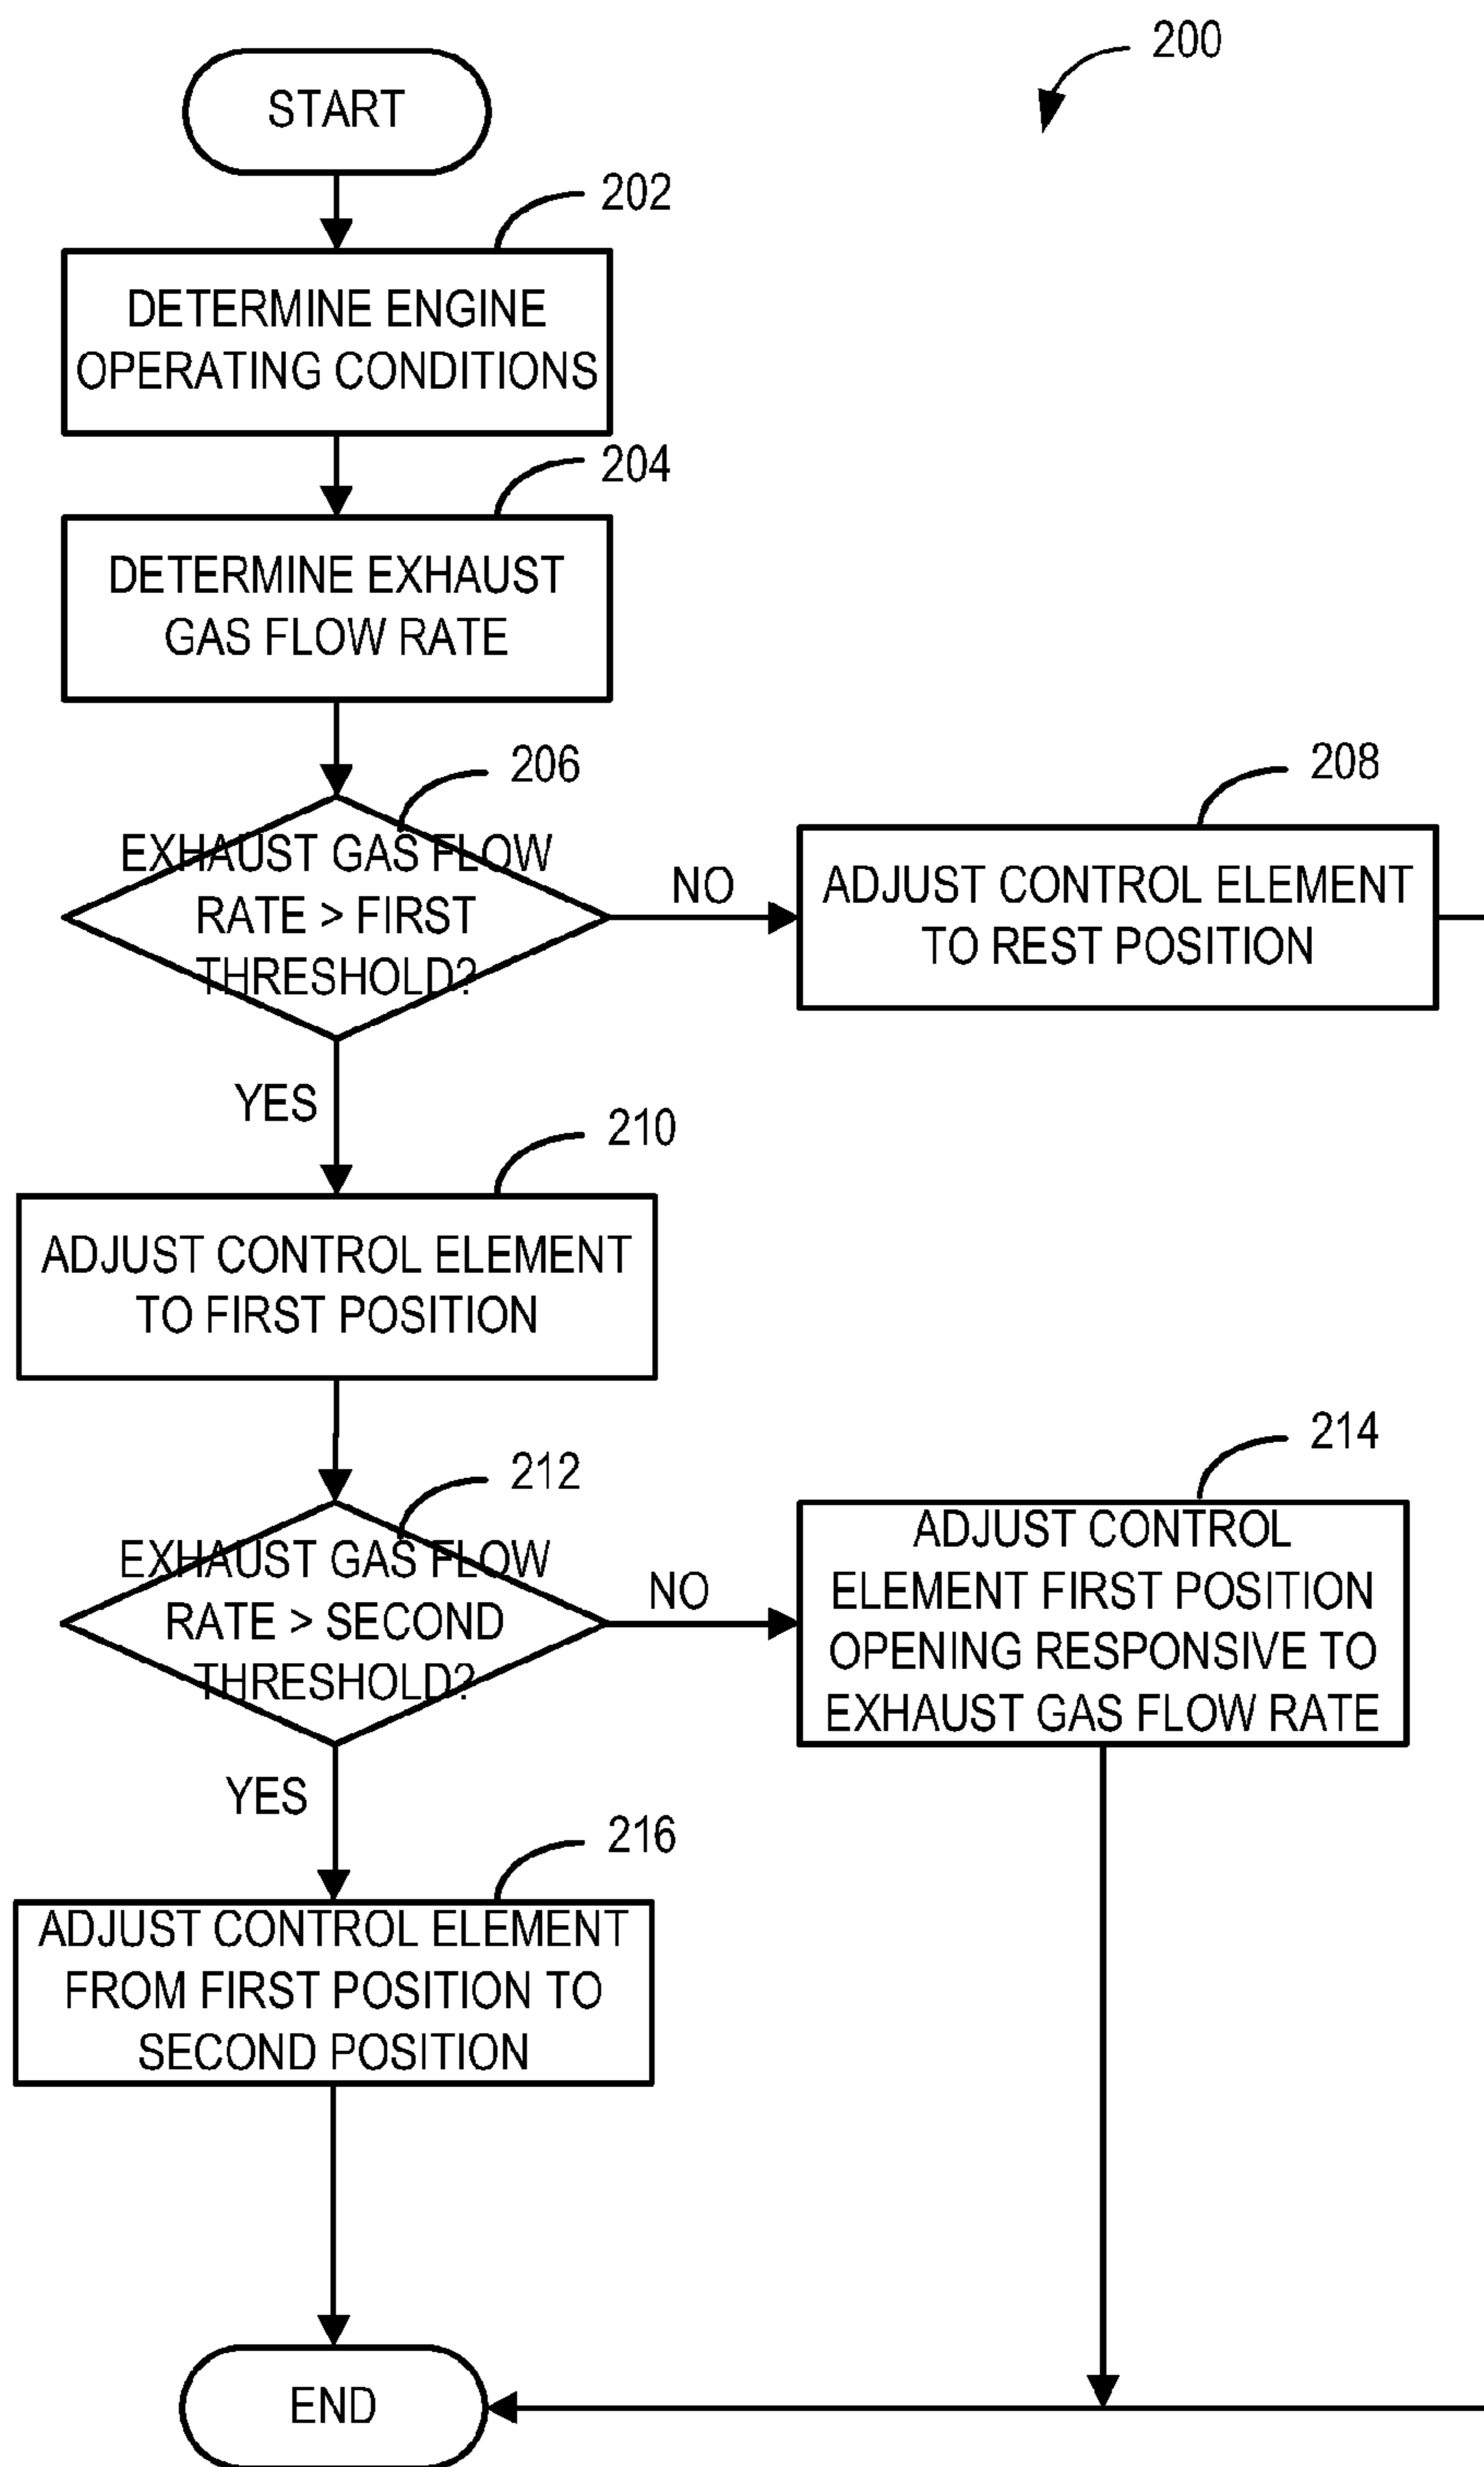 200
START
202
DETERMINE ENGINE
OPERATING CONDITIONS
204
DETERMINE EXHAUST
GAS FLOW RATE
206
EXHAUST GAS FLOW
RATE > FIRST
THRESHOLD?
NO
208
ADJUST CONTROL ELEMENT
TO REST POSITION
YES
210
ADJUST CONTROL ELEMENT
TO FIRST POSITION
212
EXHAUST GAS FLOW
RATE > SECOND
THRESHOLD?
NO
214
ADJUST CONTROL
ELEMENT FIRST POSITION
OPENING RESPONSIVE TO
EXHAUST GAS FLOW RATE
YES
216
ADJUST CONTROL ELEMENT
FROM FIRST POSITION TO
SECOND POSITION
END